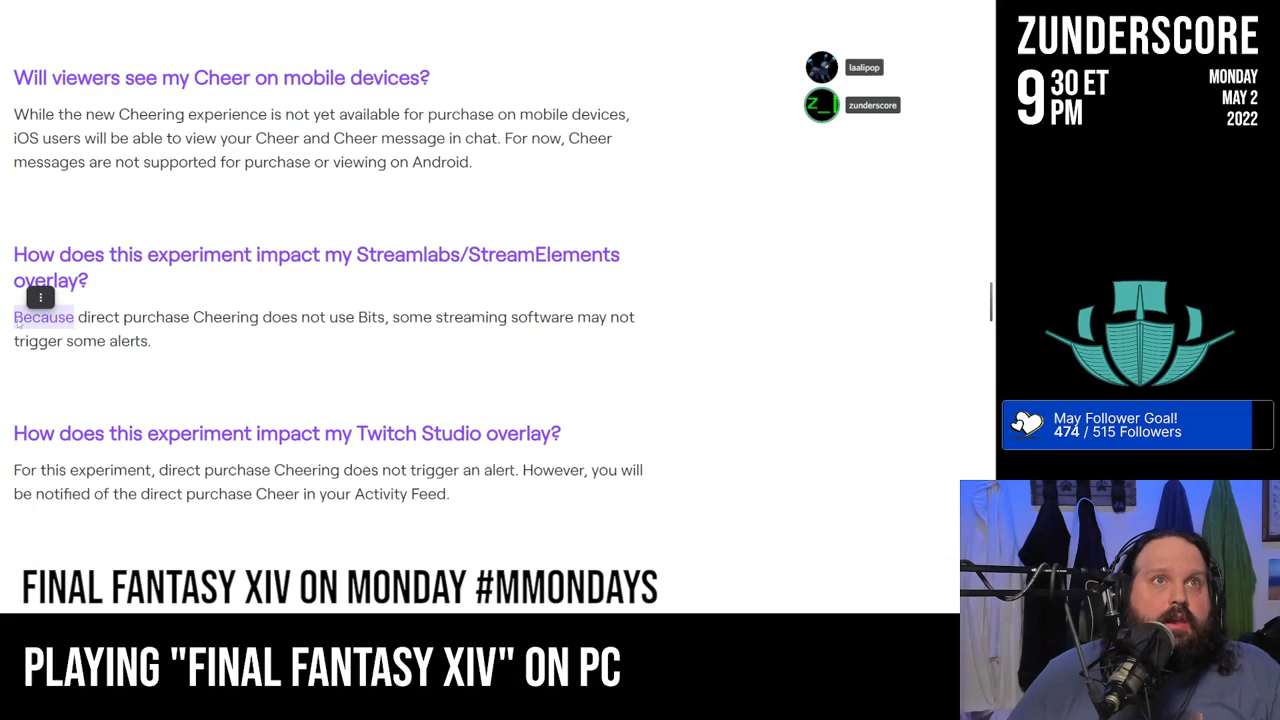 Will viewers see my Cheer on mobile devices?
While the new Cheering experience is not yet available for purchase on mobile devices,
iOS users will be able to view your Cheer and Cheer message in chat. For now, Cheer
messages are not supported for purchase or viewing on Android.
How does this experiment impact my Streamlabs/StreamElements
overlay?
Because direct purchase Cheering does not use Bits, some streaming software may not
trigger some alerts.
How does this experiment impact my Twitch Studio overlay?
For this experiment, direct purchase Cheering does not trigger an alert. However, you will
be notified of the direct purchase Cheer in your Activity Feed.
laalipop
z_
zunderscore
ZUNDERSCORE
9 30 ET
PM
MONDAY
MAY 2
2022
May Follower Goal!
474 / 515 Followers
FINAL FANTASY XIV ON MONDAY #MMONDAYS
PLAYING "FINAL FANTASY XIV" ON PC